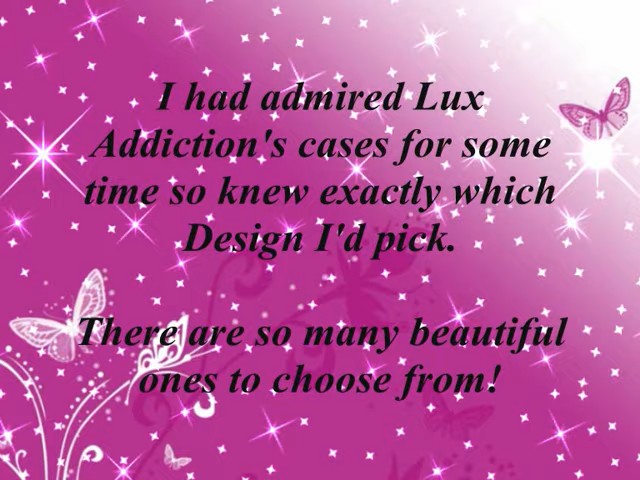 I had admired Lux
Addiction's cases for some
time so knew exactly which
Design I'd pick.
There are so many beautiful
ones to choose from!